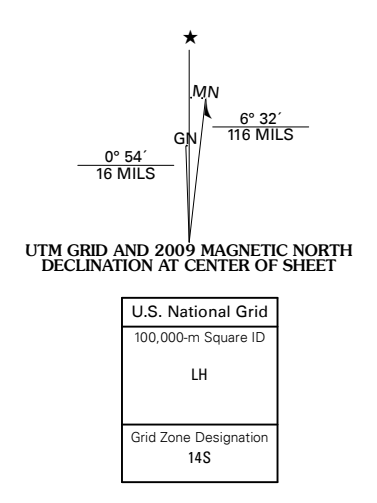 ★
MN
GN
6° 32´
116 MILS
0° 54´
16 MILS
UTM GRID AND 2009 MAGNETIC NORTH
DECLINATION AT CENTER OF SHEET
U.S. National Grid
100,000-m Square ID
LH
Grid Zone Designation
14S